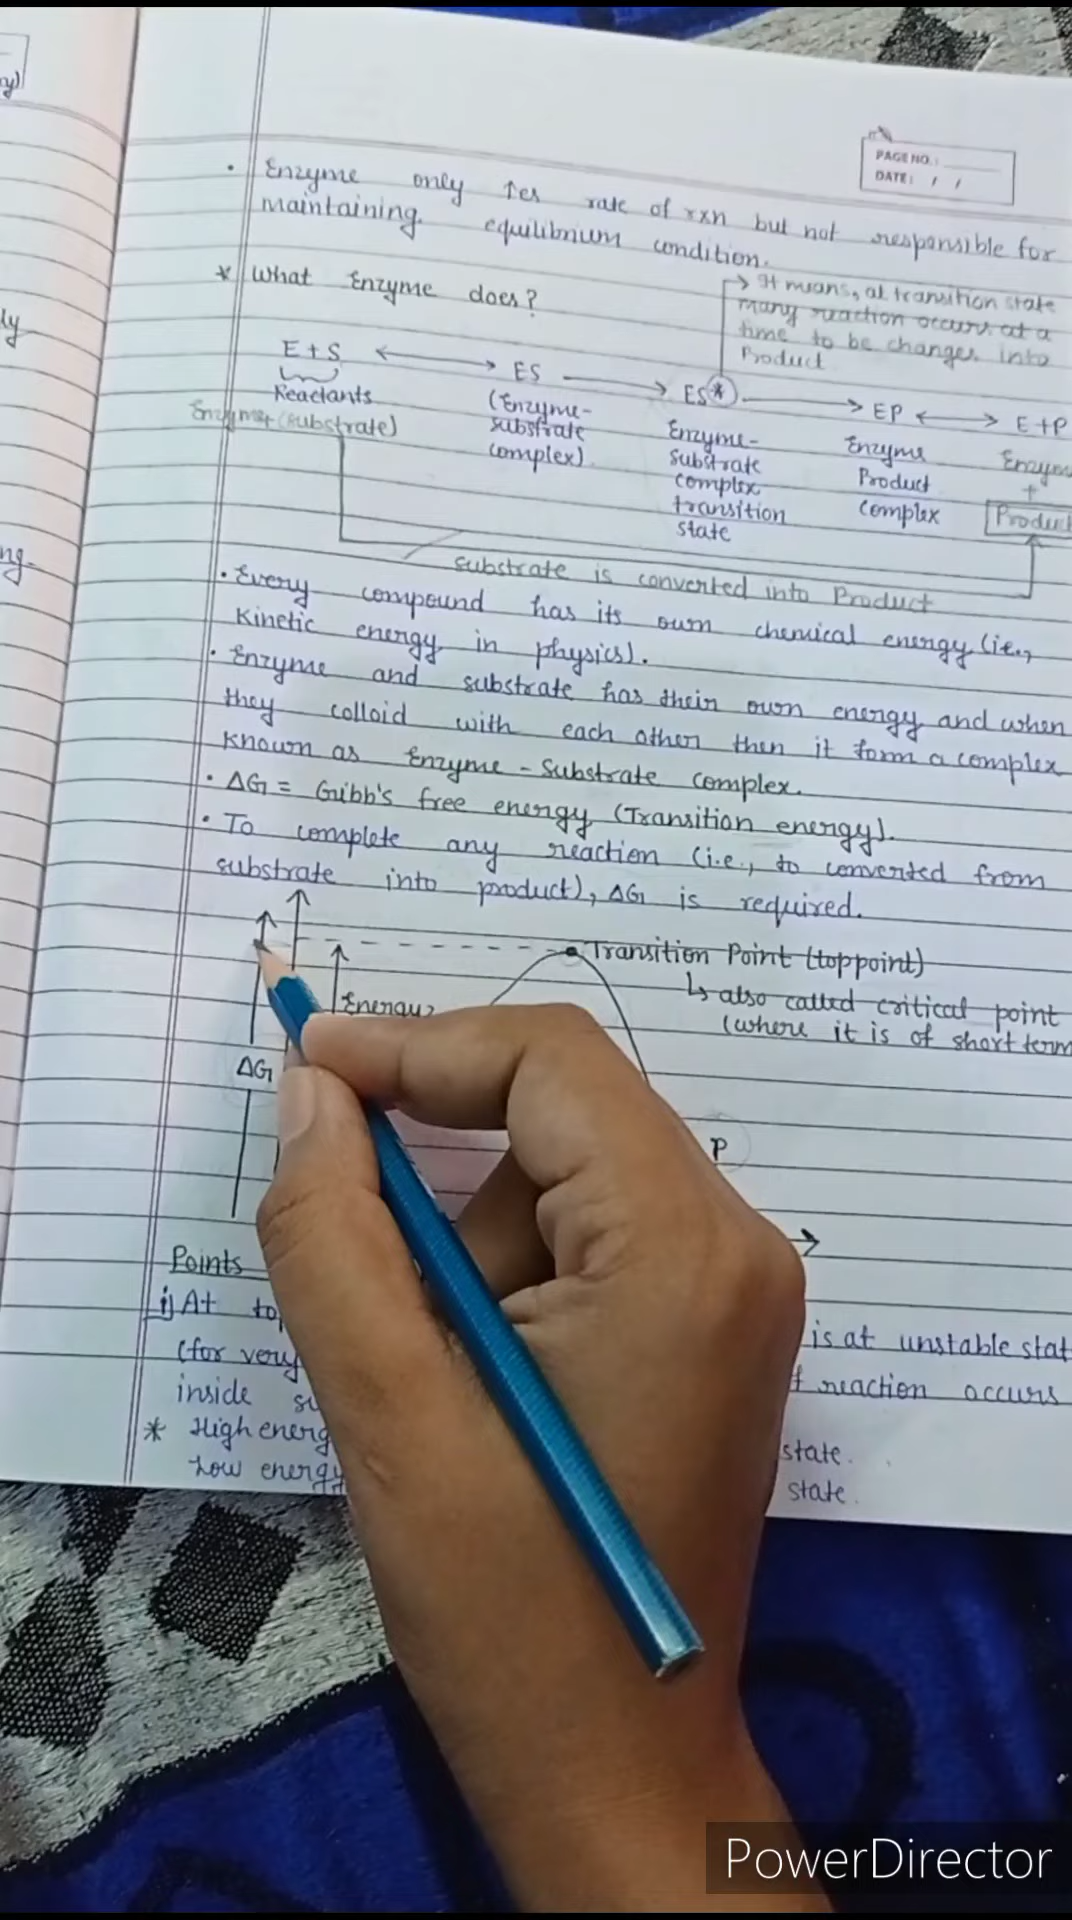 ry)
PAGE NO.:
DATE: / /
• Enzyme only ↑es rate of rxn but not responsible for
maintaining equilibrium condition.
* What Enzyme does?
→ It means, at transition state
many reaction occurs at a
time to be changes into
Product
E+S ⟷ ES → ES* → EP ⟷ E+P
Reactants
Enzyme+(substrate)
(Enzyme-
substrate
complex)
Enzyme-
substrate
complex
transition
state
Enzyme
Product
complex
Enzyme
+
Product
ly
ng.
substrate is converted into Product
• Every compound has its own chemical energy (i.e.,
Kinetic energy in physics).
• Enzyme and substrate has their own energy and when
they colloid with each other then it form a complex
known as Enzyme-Substrate complex.
• ΔG = Gibb's free energy (Transition energy).
• To complete any reaction (i.e., to converted from
substrate into product), ΔG is required.
Transition Point (top point)
↳ also called critical point
(where it is of short term
Energy
ΔG
P
Points
i) At to is at unstable stat
(for very reaction occurs
inside su
* High energ state.
Low energy state.
PowerDirector